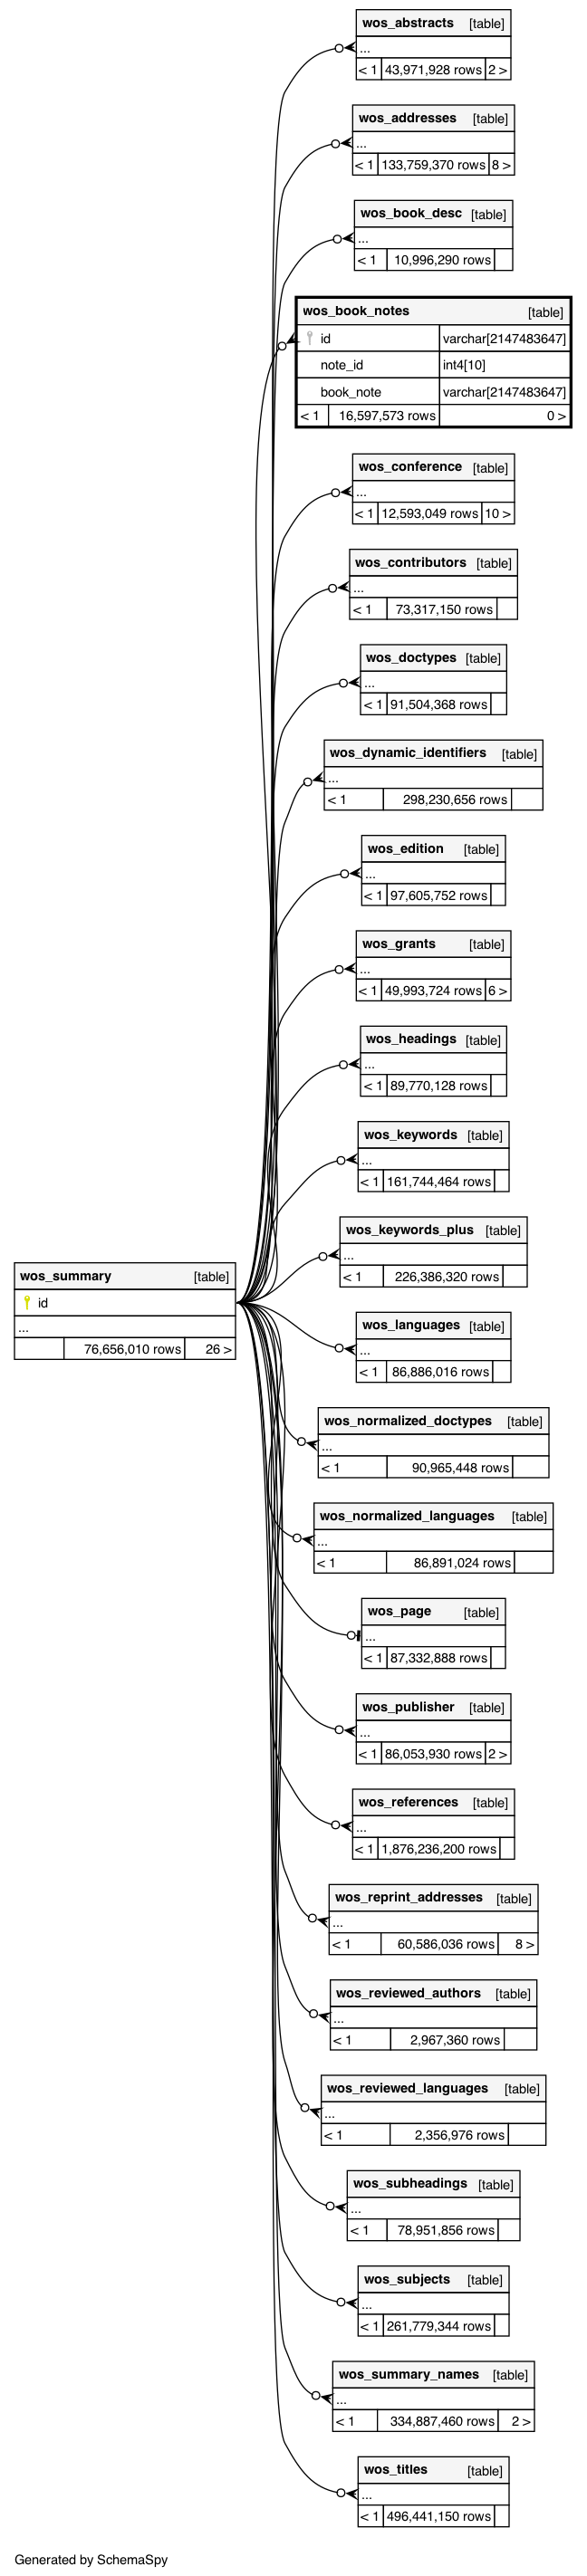 wos_abstracts [table]
...
< 1 43,971,928 rows 2 >
wos_addresses [table]
...
< 1 133,759,370 rows 8 >
wos_book_desc [table]
...
< 1 10,996,290 rows
wos_book_notes [table]
id varchar[2147483647]
note_id int4[10]
book_note varchar[2147483647]
< 1 16,597,573 rows 0 >
wos_conference [table]
...
< 1 12,593,049 rows 10 >
wos_contributors [table]
...
< 1 73,317,150 rows
wos_doctypes [table]
...
< 1 91,504,368 rows
wos_dynamic_identifiers [table]
...
< 1 298,230,656 rows
wos_edition [table]
...
< 1 97,605,752 rows
wos_grants [table]
...
< 1 49,993,724 rows 6 >
wos_headings [table]
...
< 1 89,770,128 rows
wos_keywords [table]
...
< 1 161,744,464 rows
wos_keywords_plus [table]
...
< 1 226,386,320 rows
wos_summary [table]
id
...
76,656,010 rows 26 >
wos_languages [table]
...
< 1 86,886,016 rows
wos_normalized_doctypes [table]
...
< 1 90,965,448 rows
wos_normalized_languages [table]
...
< 1 86,891,024 rows
wos_page [table]
...
< 1 87,332,888 rows
wos_publisher [table]
...
< 1 86,053,930 rows 2 >
wos_references [table]
...
< 1 1,876,236,200 rows
wos_reprint_addresses [table]
...
< 1 60,586,036 rows 8 >
wos_reviewed_authors [table]
...
< 1 2,967,360 rows
wos_reviewed_languages [table]
...
< 1 2,356,976 rows
wos_subheadings [table]
...
< 1 78,951,856 rows
wos_subjects [table]
...
< 1 261,779,344 rows
wos_summary_names [table]
...
< 1 334,887,460 rows 2 >
wos_titles [table]
...
< 1 496,441,150 rows
Generated by SchemaSpy